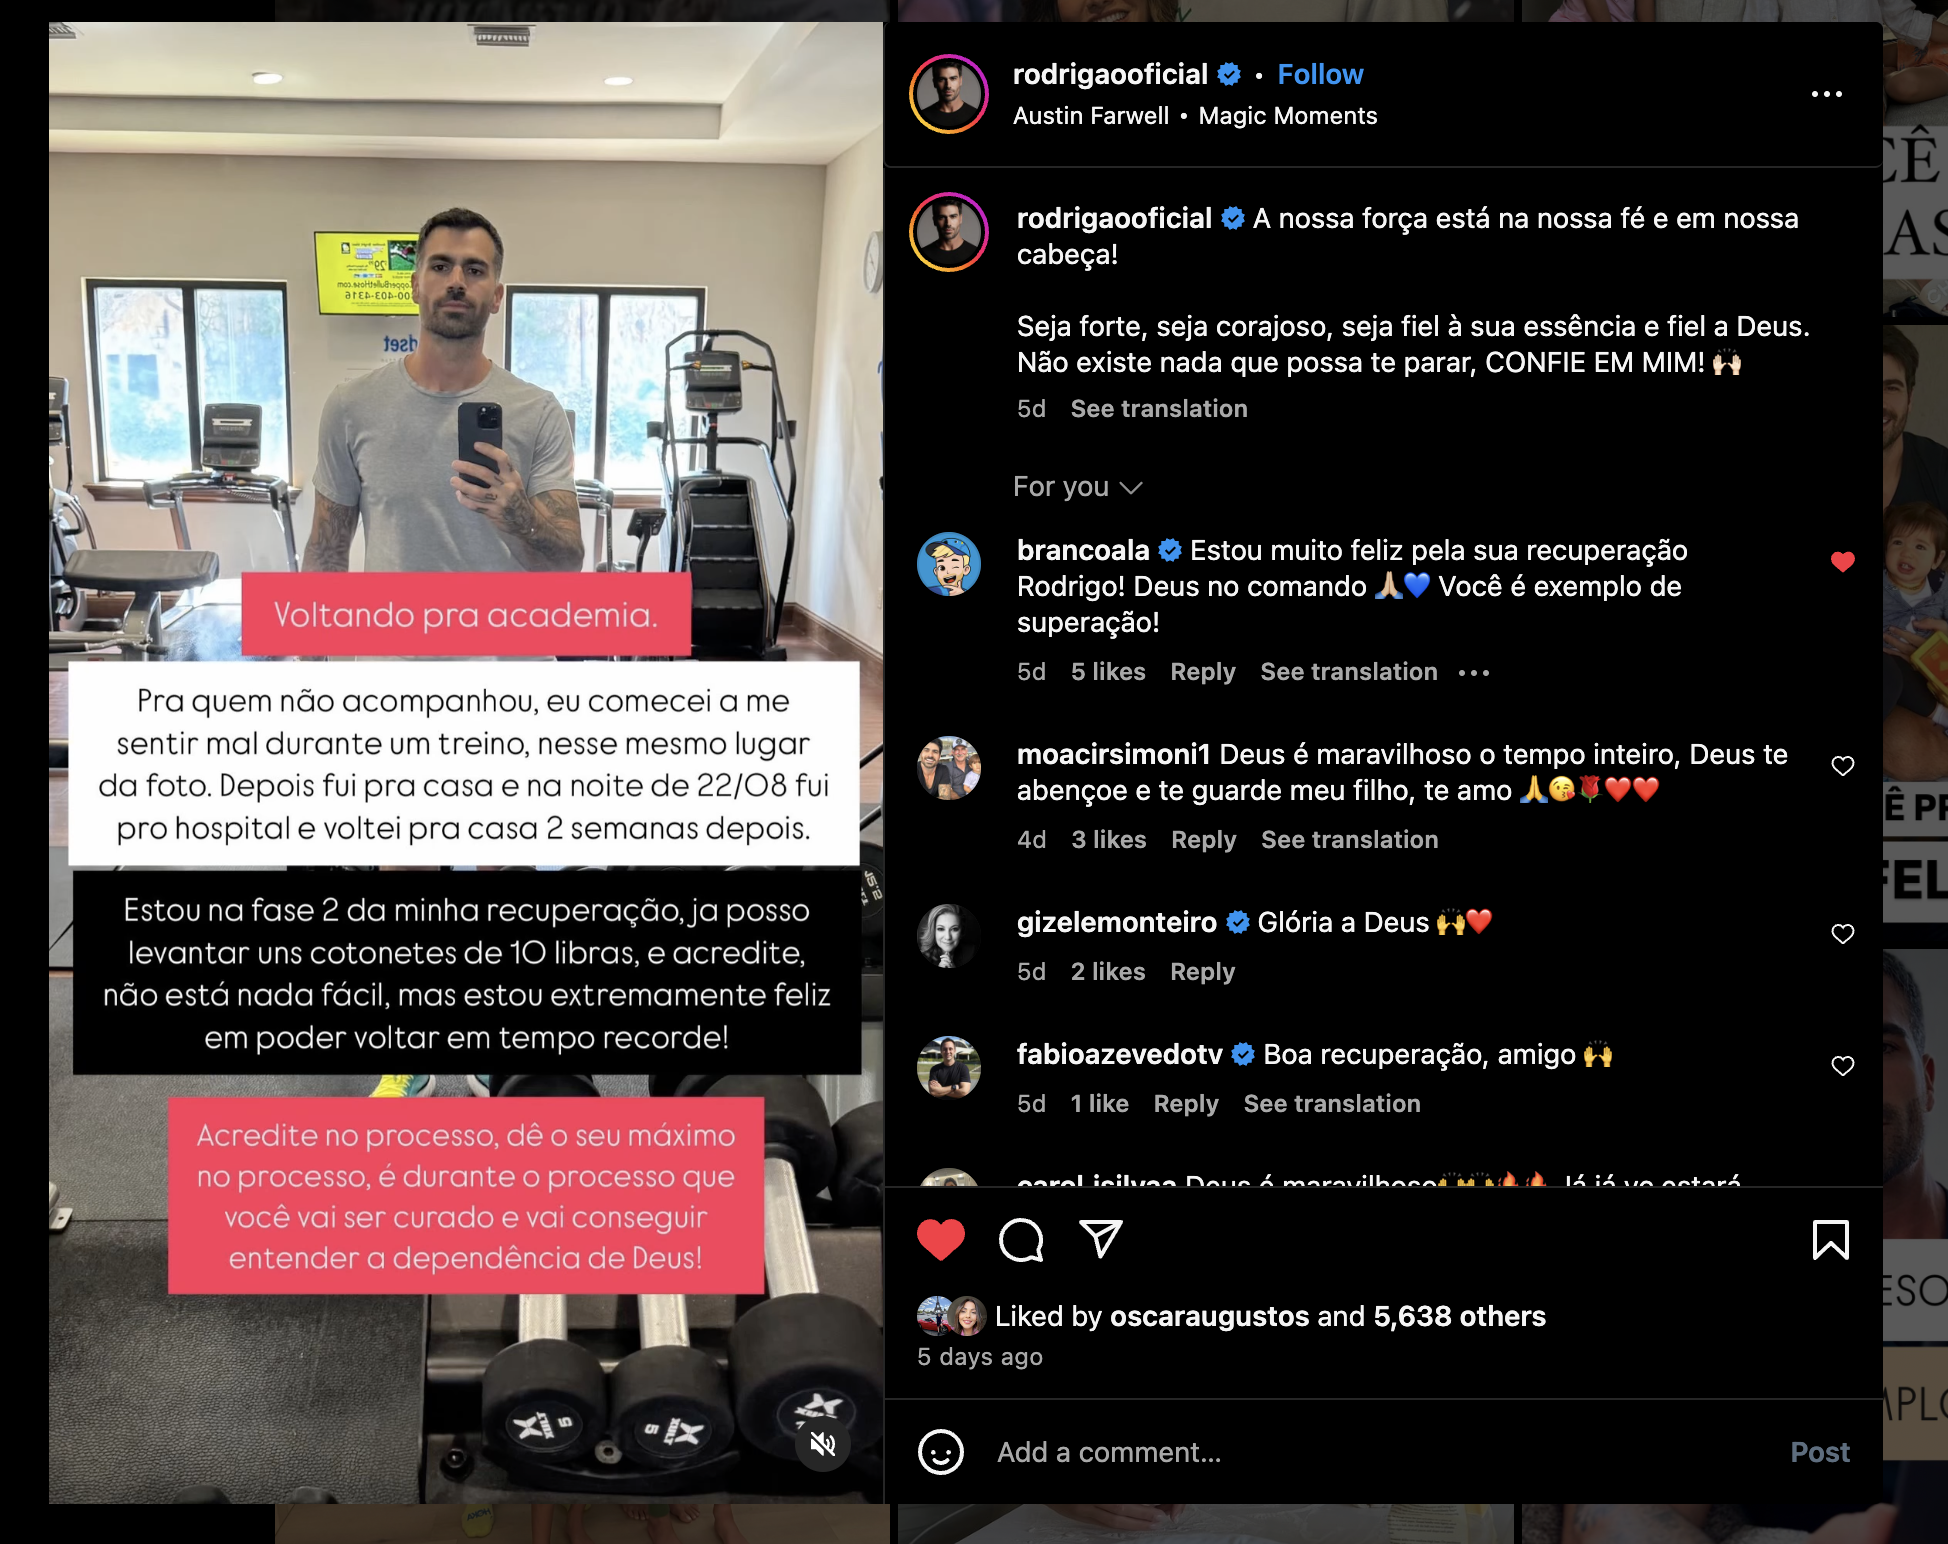 Voltando pra academia.
Pra quem não acompanhou, eu comecei a me
sentir mal durante um treino, nesse mesmo lugar
da foto. Depois fui pra casa e na noite de 22/08 fui
pro hospital e voltei pra casa 2 semanas depois.
Estou na fase 2 da minha recuperação, ja posso
levantar uns cotonetes de 10 libras, e acredite,
não está nada fácil, mas estou extremamente feliz
em poder voltar em tempo recorde!
Acredite no processo, dê o seu máximo
no processo, é durante o processo que
você vai ser curado e vai conseguir
entender a dependência de Deus!
rodrigaooficial • Follow
Austin Farwell • Magic Moments
rodrigaooficial A nossa força está na nossa fé e em nossa
cabeça!
Seja forte, seja corajoso, seja fiel à sua essência e fiel a Deus.
Não existe nada que possa te parar, CONFIE EM MIM! 🙌🏻
5d See translation
For you
brancoala Estou muito feliz pela sua recuperação
Rodrigo! Deus no comando 🙏🏼💙 Você é exemplo de
superação!
5d 5 likes Reply See translation
moacirsimoni1 Deus é maravilhoso o tempo inteiro, Deus te
abençoe e te guarde meu filho, te amo 🙏😘🌹❤️❤️
4d 3 likes Reply See translation
gizelemonteiro Glória a Deus 🙌❤️
5d 2 likes Reply
fabioazevedotv Boa recuperação, amigo 🙌
5d 1 like Reply See translation
Deus é maravilhoso🙌🙌🔥🔥 Já já vc estará
Liked by oscaraugustos and 5,638 others
5 days ago
Add a comment...
Post